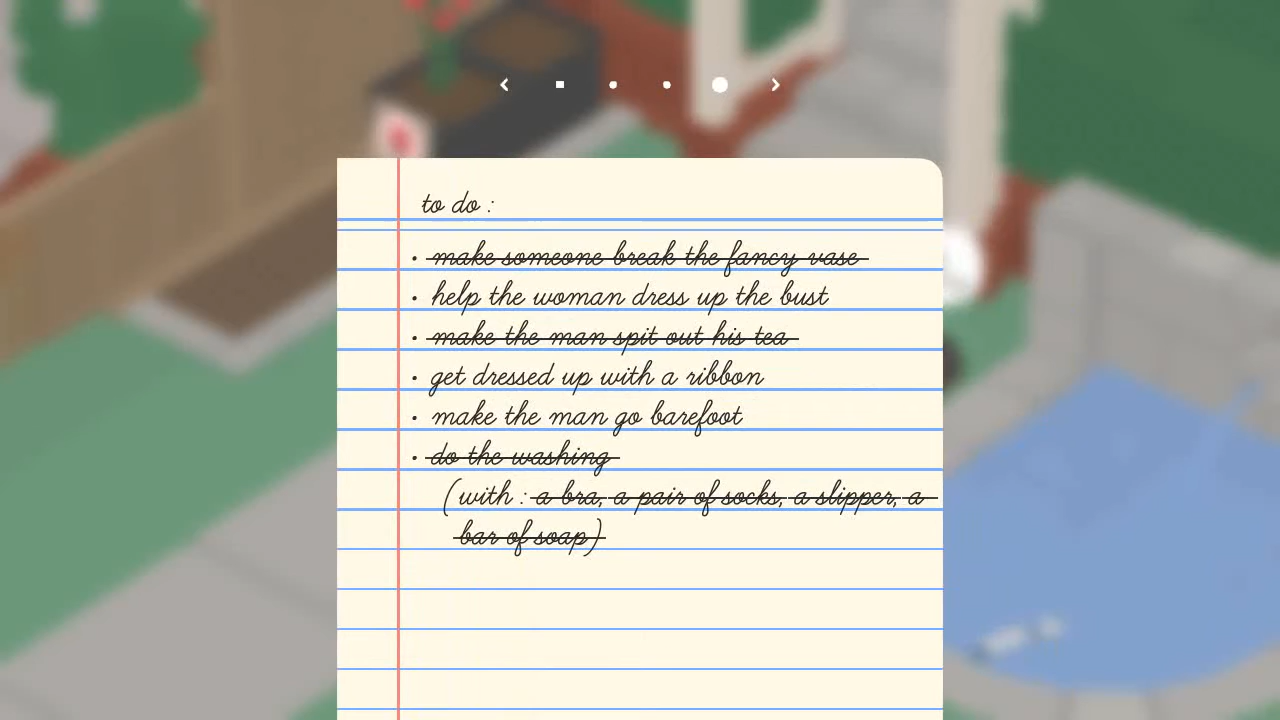 to do :
• make someone break the fancy vase
• help the woman dress up the bust
• make the man spit out his tea
• get dressed up with a ribbon
• make the man go barefoot
• do the washing
(with : a bra, a pair of socks, a slipper, a
bar of soap)